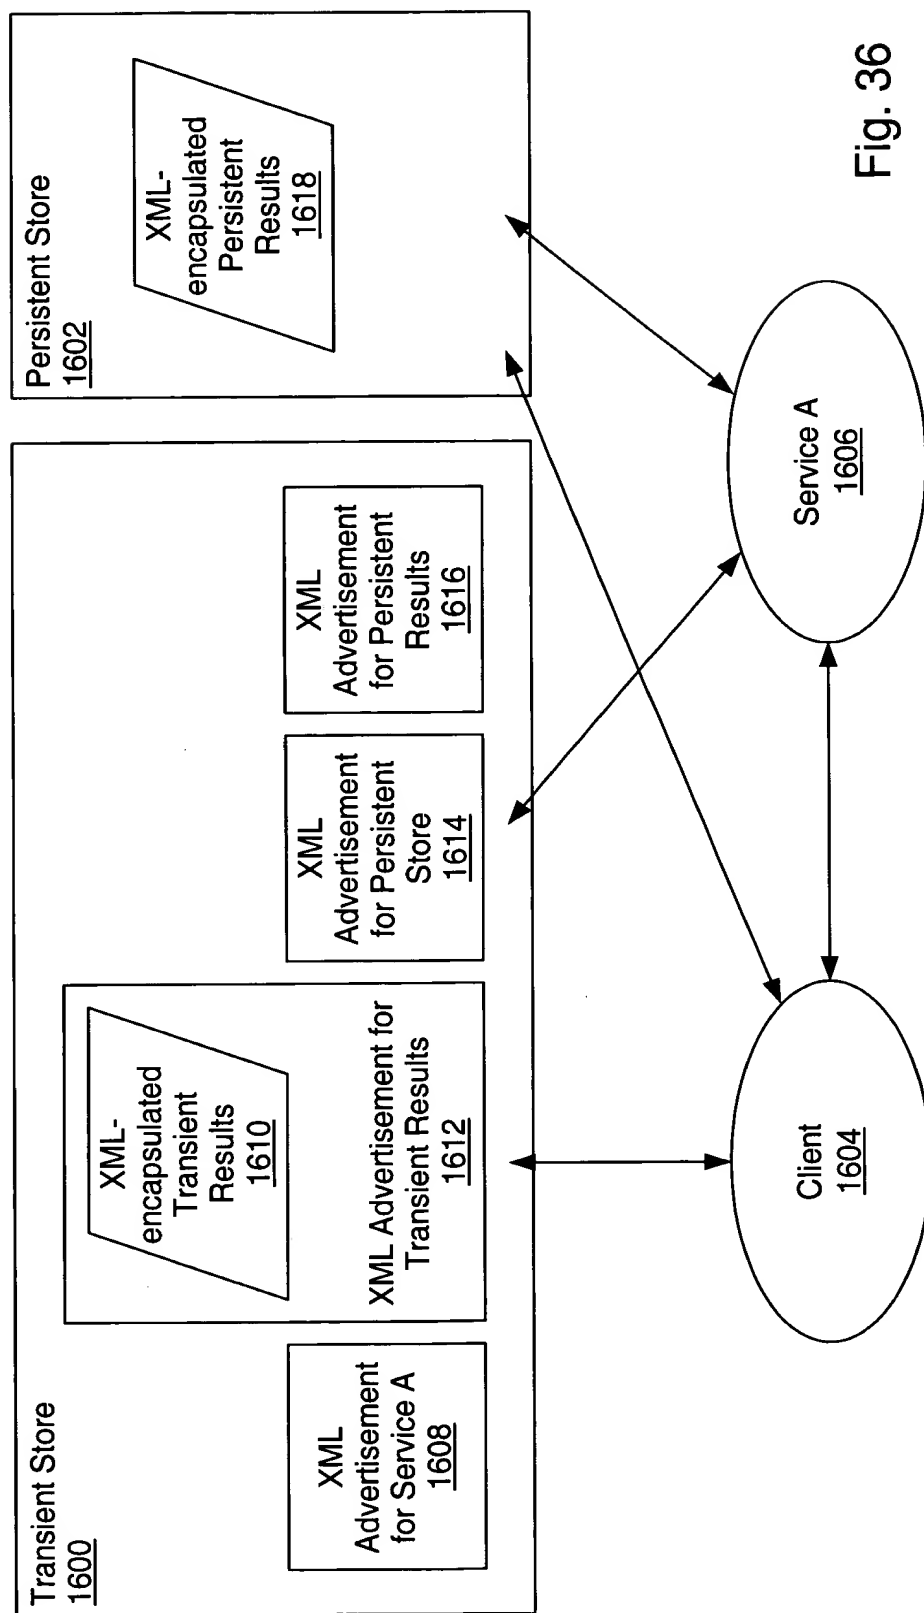 Transient Store
1600
XML
Advertisement
for Service A
1608
XML-
encapsulated
Transient
Results
1610
XML Advertisement for
Transient Results
1612
XML
Advertisement
for Persistent
Store
1614
XML
Advertisement
for Persistent
Results
1616
Persistent Store
1602
XML-
encapsulated
Persistent
Results
1618
Client
1604
Service A
1606
Fig. 36